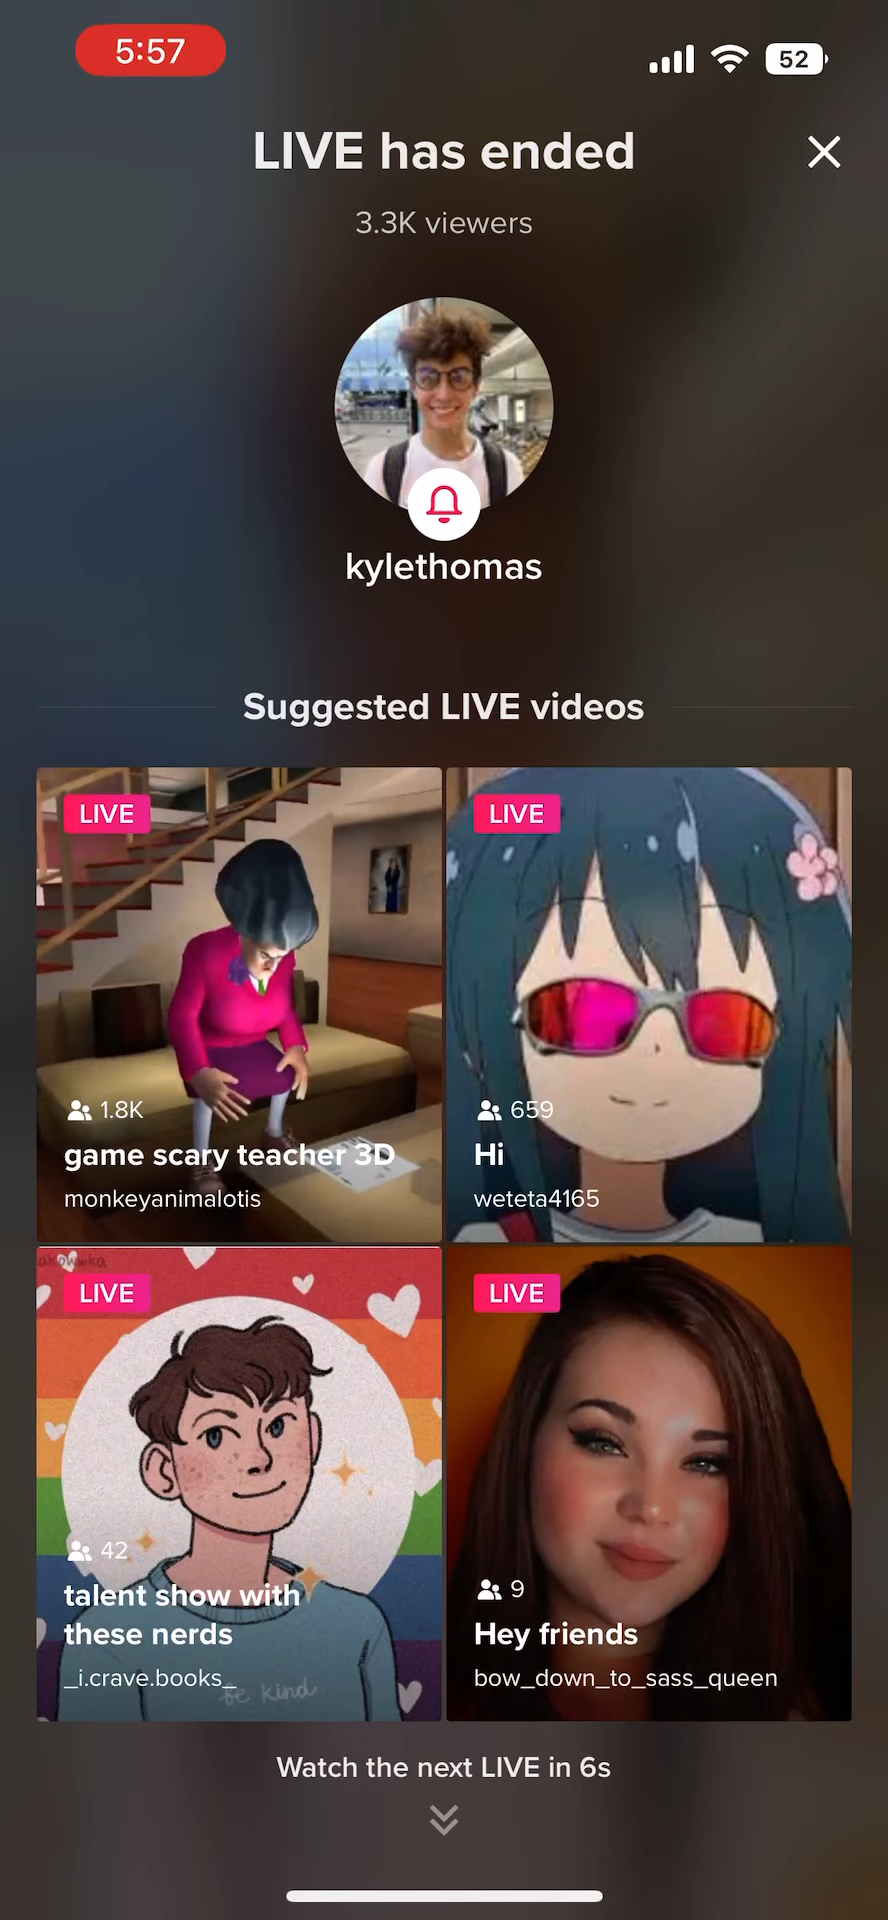 5:57
52
LIVE has ended
3.3K viewers
kylethomas
Suggested LIVE videos
LIVE
1.8K
game scary teacher 3D
monkeyanimalotis
LIVE
659
Hi
weteta4165
LIVE
42
talent show with
these nerds
_i.crave.books_
be kind
LIVE
9
Hey friends
bow_down_to_sass_queen
Watch the next LIVE in 6s